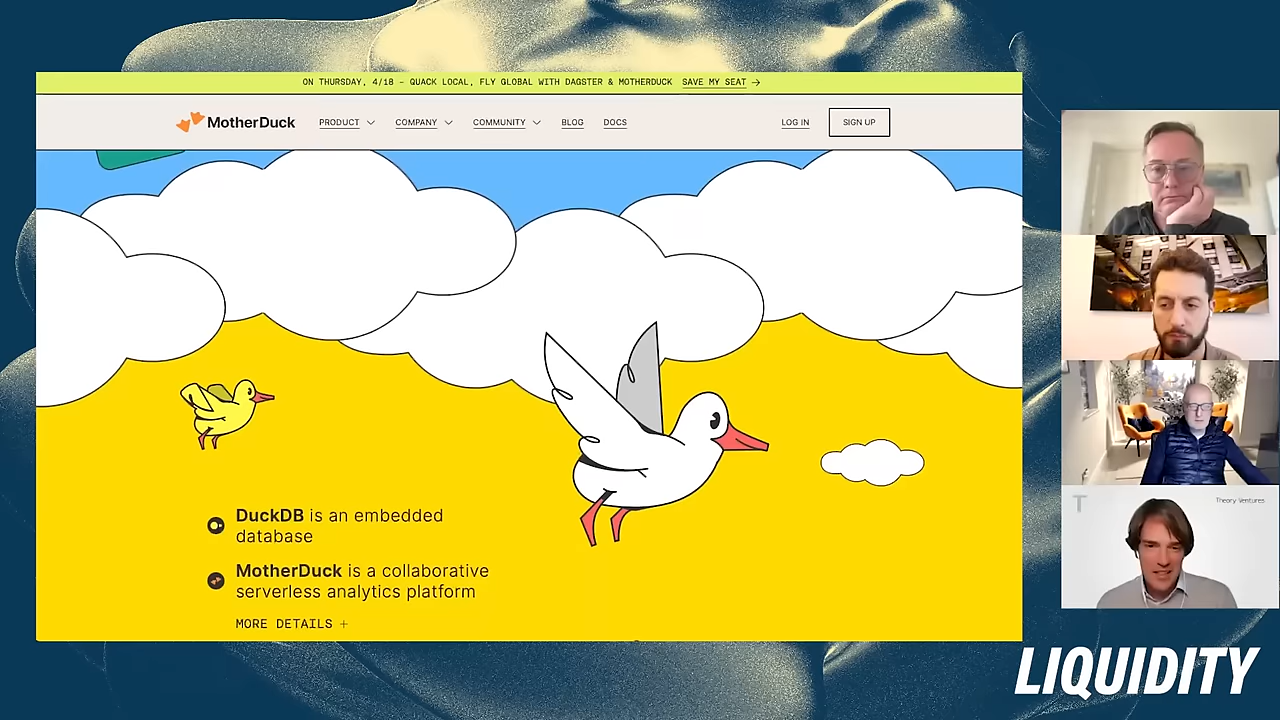 ON THURSDAY, 4/18 – QUACK LOCAL, FLY GLOBAL WITH DAGSTER & MOTHERDUCK SAVE MY SEAT →
MotherDuck PRODUCT COMPANY COMMUNITY BLOG DOCS LOG IN SIGN UP
DuckDB is an embedded
database
MotherDuck is a collaborative
serverless analytics platform
MORE DETAILS +
T Theory Ventures
LIQUIDITY